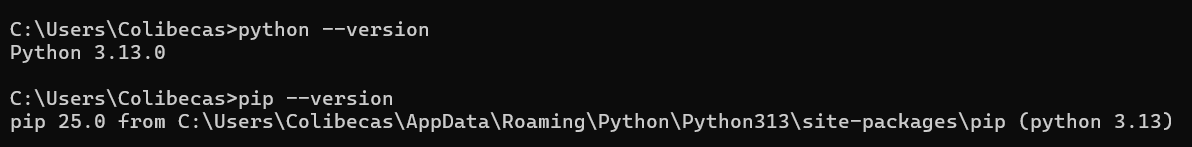 C:\Users\Colibecas>python --version
Python 3.13.0
C:\Users\Colibecas>pip --version
pip 25.0 from C:\Users\Colibecas\AppData\Roaming\Python\Python313\site-packages\pip (python 3.13)